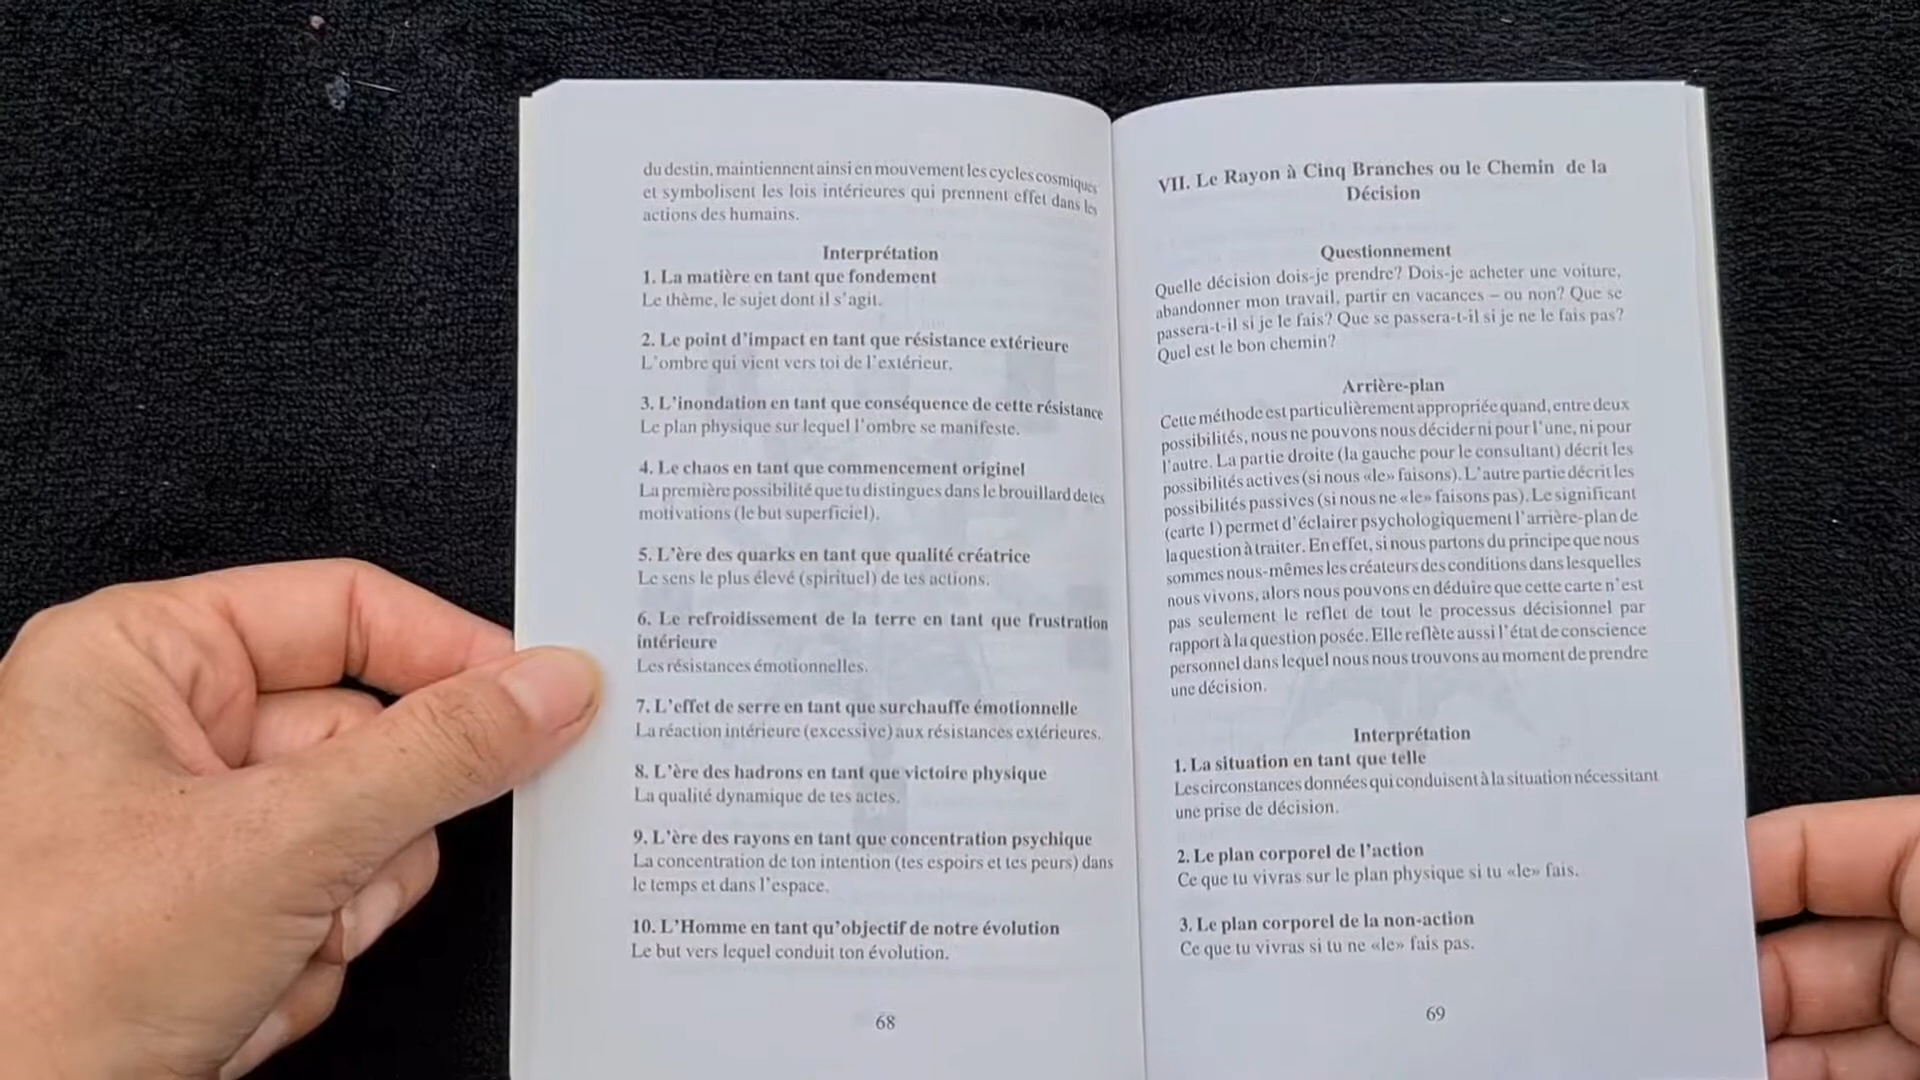 du destin, maintiennent ainsi en mouvement les cycles cosmiques
et symbolisent les lois intérieures qui prennent effet dans les
actions des humains.
Interprétation
1. La matière en tant que fondement
Le thème, le sujet dont il s'agit.
2. Le point d'impact en tant que résistance extérieure
L'ombre qui vient vers toi de l'extérieur.
3. L'inondation en tant que conséquence de cette résistance
Le plan physique sur lequel l'ombre se manifeste.
4. Le chaos en tant que commencement originel
La première possibilité que tu distingues dans le brouillard de tes
motivations (le but superficiel).
5. L'ère des quarks en tant que qualité créatrice
Le sens le plus élevé (spirituel) de tes actions.
6. Le refroidissement de la terre en tant que frustration
intérieure
Les résistances émotionnelles.
7. L'effet de serre en tant que surchauffe émotionnelle
La réaction intérieure (excessive) aux résistances extérieures.
8. L'ère des hadrons en tant que victoire physique
La qualité dynamique de tes actes.
9. L'ère des rayons en tant que concentration psychique
La concentration de ton intention (tes espoirs et tes peurs) dans
le temps et dans l'espace.
10. L'Homme en tant qu'objectif de notre évolution
Le but vers lequel conduit ton évolution.
68
VII. Le Rayon à Cinq Branches ou le Chemin de la
Décision
Questionnement
Quelle décision dois-je prendre? Dois-je acheter une voiture,
abandonner mon travail, partir en vacances – ou non? Que se
passera-t-il si je le fais? Que se passera-t-il si je ne le fais pas?
Quel est le bon chemin?
Arrière-plan
Cette méthode est particulièrement appropriée quand, entre deux
possibilités, nous ne pouvons nous décider ni pour l'une, ni pour
l'autre. La partie droite (la gauche pour le consultant) décrit les
possibilités actives (si nous «le» faisons). L'autre partie décrit les
possibilités passives (si nous ne «le» faisons pas). Le significant
(carte 1) permet d'éclairer psychologiquement l'arrière-plan de
la question à traiter. En effet, si nous partons du principe que nous
sommes nous-mêmes les créateurs des conditions dans lesquelles
nous vivons, alors nous pouvons en déduire que cette carte n'est
pas seulement le reflet de tout le processus décisionnel par
rapport à la question posée. Elle reflète aussi l'état de conscience
personnel dans lequel nous nous trouvons au moment de prendre
une décision.
Interprétation
1. La situation en tant que telle
Les circonstances données qui conduisent à la situation nécessitant
une prise de décision.
2. Le plan corporel de l'action
Ce que tu vivras sur le plan physique si tu «le» fais.
3. Le plan corporel de la non-action
Ce que tu vivras si tu ne «le» fais pas.
69